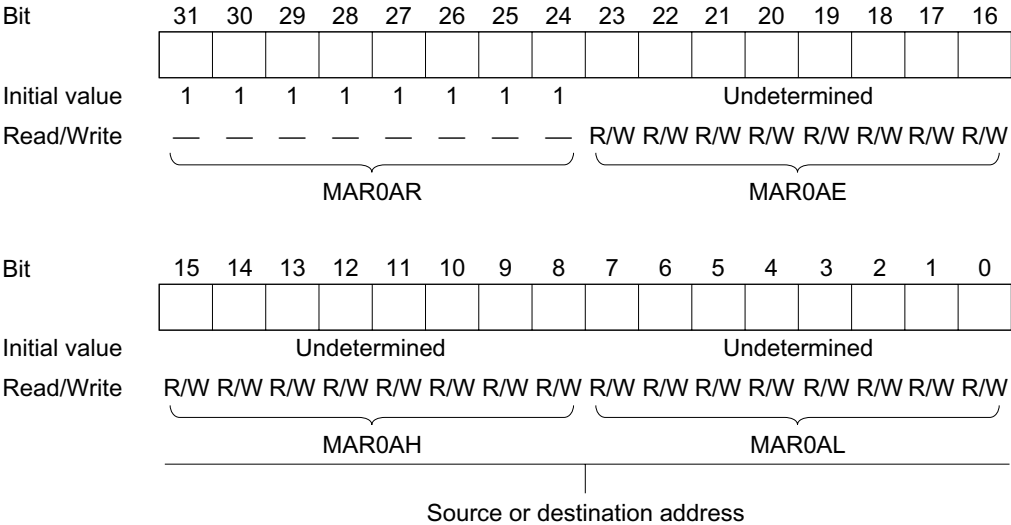 Bit 31 30 29 28 27 26 25 24 23 22 21 20 19 18 17 16
Initial value 1 1 1 1 1 1 1 1 Undetermined
Read/Write — — — — — — — — R/W R/W R/W R/W R/W R/W R/W R/W
MAR0AR MAR0AE
Bit 15 14 13 12 11 10 9 8 7 6 5 4 3 2 1 0
Initial value Undetermined Undetermined
Read/Write R/W R/W R/W R/W R/W R/W R/W R/W R/W R/W R/W R/W R/W R/W R/W R/W
MAR0AH MAR0AL
Source or destination address